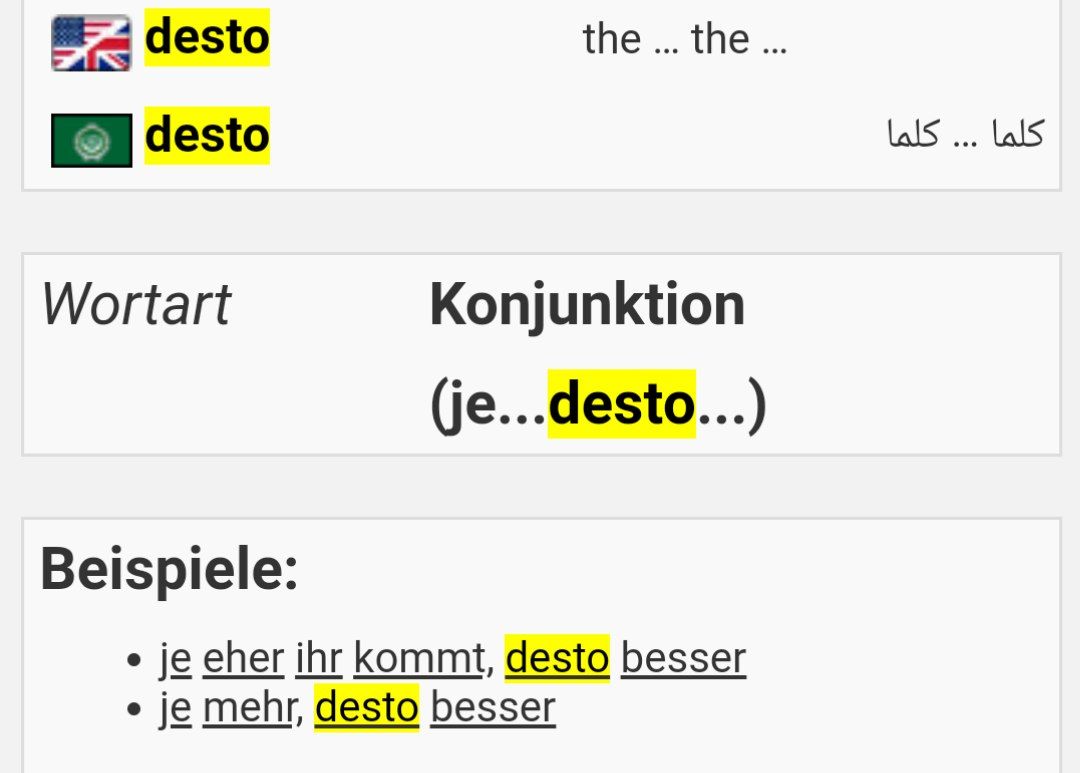 desto the ... the ...
desto كلما ... كلما
Wortart Konjunktion
(je...desto...)
Beispiele:
• je eher ihr kommt, desto besser
• je mehr, desto besser